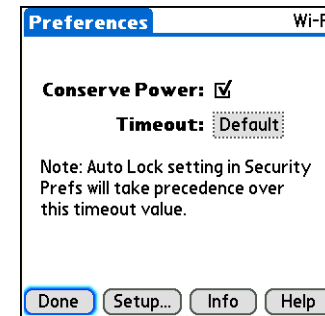 Preferences Wi-F
Conserve Power:
Timeout: Default
Note: Auto Lock setting in Security
Prefs will take precedence over
this timeout value.
Done Setup... Info Help